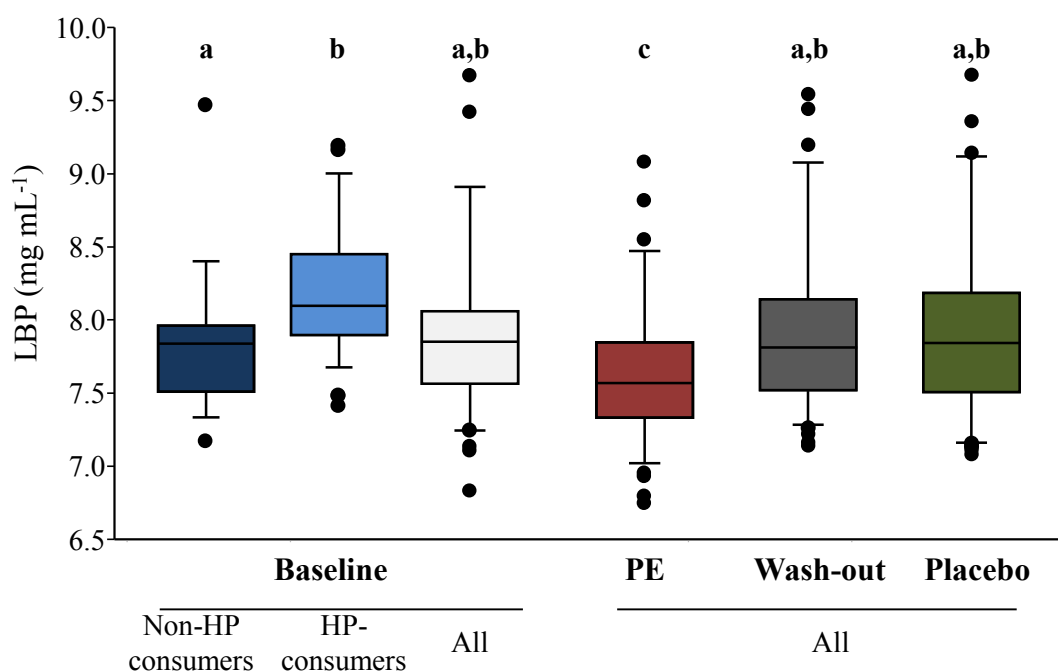 10.0
9.5
9.0
8.5
8.0
7.5
7.0
6.5
LBP (mg mL-1)
a b a,b c a,b a,b
Baseline PE Wash-out Placebo
Non-HP consumers HP-consumers All All